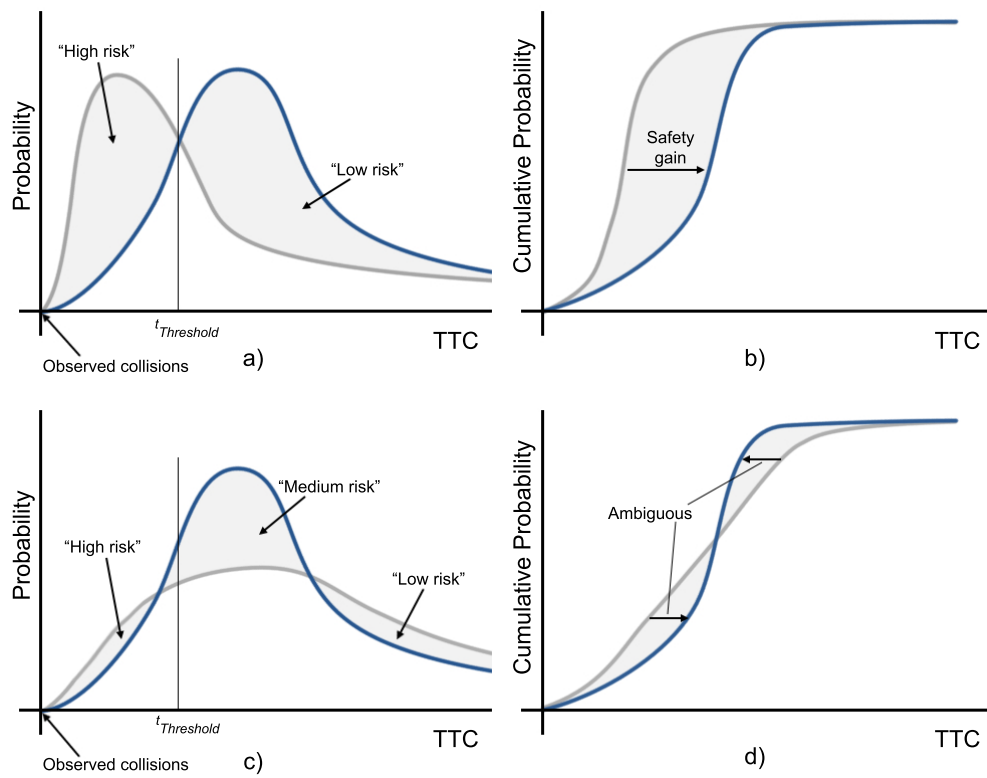 “High risk”
Probability
“Low risk”
t_Threshold
TTC
Observed collisions
a)
Cumulative Probability
Safety
gain
TTC
b)
Probability
“Medium risk”
“High risk”
“Low risk”
t_Threshold
TTC
Observed collisions
c)
Cumulative Probability
Ambiguous
TTC
d)